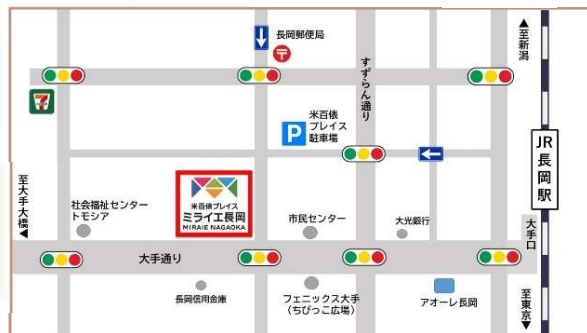 長岡郵便局
〒
▲至新潟
すずらん通り
7
米百俵
プレイス
駐車場
P
JR長岡駅
至大手大橋▼
社会福祉センター
トモシア
米百俵プレイス
ミライエ長岡
MIRAIE NAGAOKA
市民センター
大光銀行
大手口
大手通り
長岡信用金庫
フェニックス大手
(ちびっこ広場)
アオーレ長岡
至東京▼